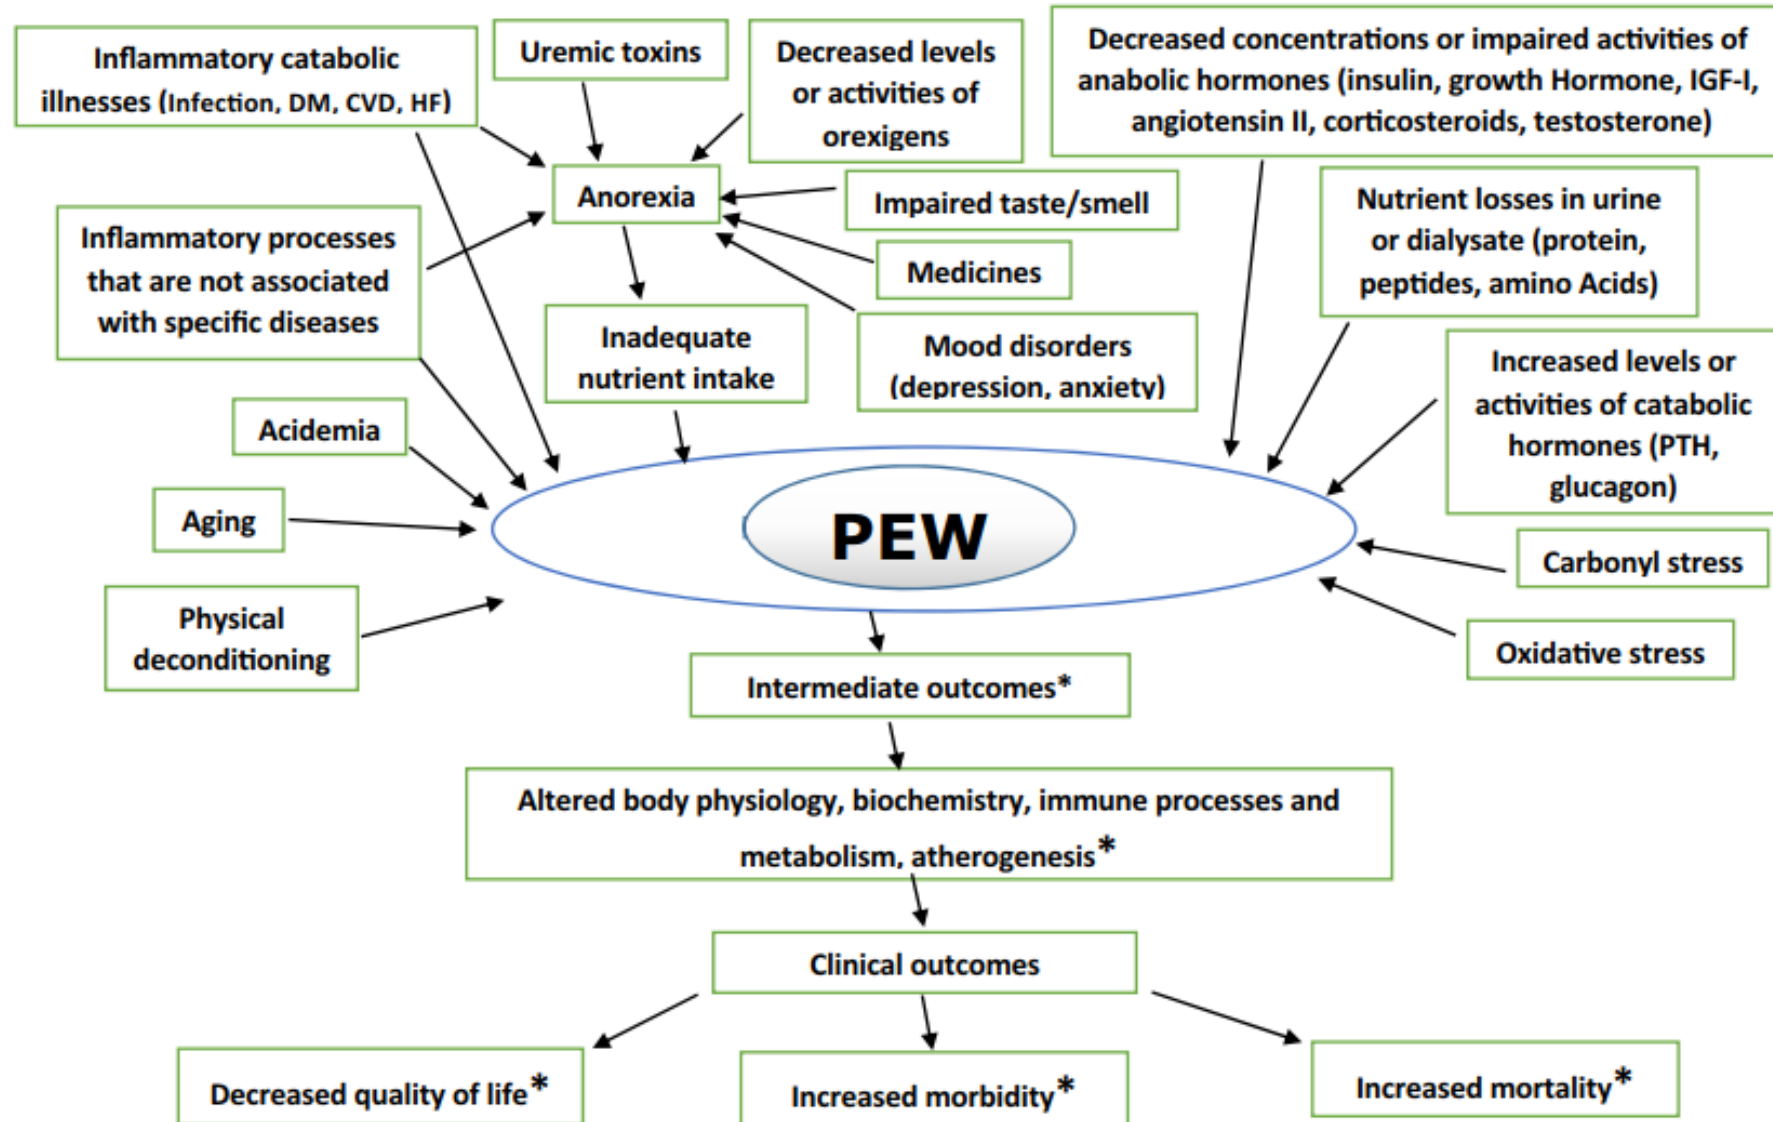 Inflammatory catabolic
illnesses (Infection, DM, CVD, HF)
Uremic toxins
Decreased levels
or activities of
orexigens
Decreased concentrations or impaired activities of
anabolic hormones (insulin, growth Hormone, IGF-I,
angiotensin II, corticosteroids, testosterone)
Anorexia
Impaired taste/smell
Nutrient losses in urine
or dialysate (protein,
peptides, amino Acids)
Inflammatory processes
that are not associated
with specific diseases
Medicines
Inadequate
nutrient intake
Mood disorders
(depression, anxiety)
Increased levels or
activities of catabolic
hormones (PTH,
glucagon)
Acidemia
Aging
PEW
Carbonyl stress
Physical
deconditioning
Oxidative stress
Intermediate outcomes*
Altered body physiology, biochemistry, immune processes and
metabolism, atherogenesis*
Clinical outcomes
Decreased quality of life*
Increased morbidity*
Increased mortality*